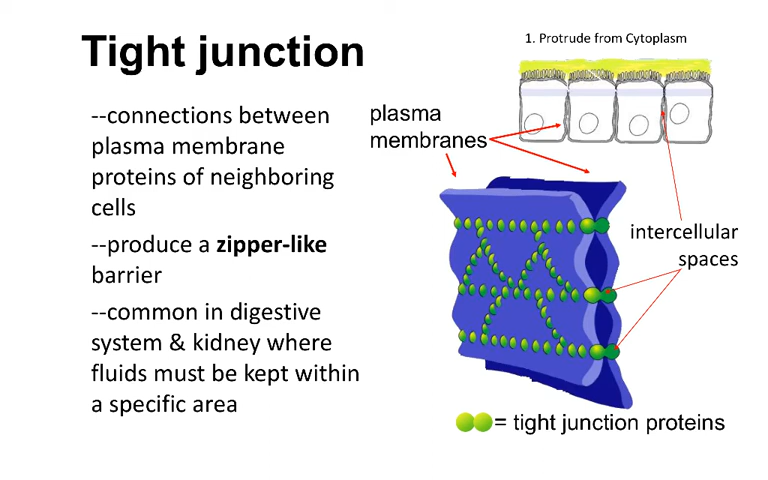 Tight junction
1. Protrude from Cytoplasm
--connections between
plasma membrane
proteins of neighboring
cells
--produce a zipper-like
barrier
--common in digestive
system & kidney where
fluids must be kept within
a specific area
plasma
membranes
intercellular
spaces
= tight junction proteins